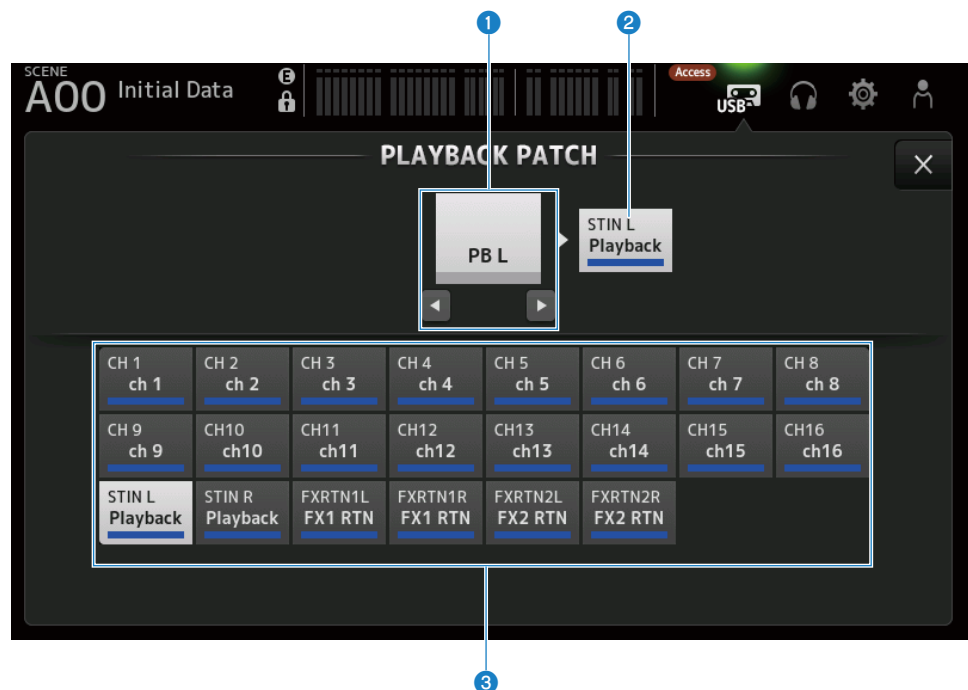 1 2
SCENE
A00 Initial Data E Access USB
PLAYBACK PATCH
PB L
STIN L
Playback
CH 1 CH 2 CH 3 CH 4 CH 5 CH 6 CH 7 CH 8
ch 1 ch 2 ch 3 ch 4 ch 5 ch 6 ch 7 ch 8
CH 9 CH10 CH11 CH12 CH13 CH14 CH15 CH16
ch 9 ch10 ch11 ch12 ch13 ch14 ch15 ch16
STIN L STIN R FXRTN1L FXRTN1R FXRTN2L FXRTN2R
Playback Playback FX1 RTN FX1 RTN FX2 RTN FX2 RTN
3